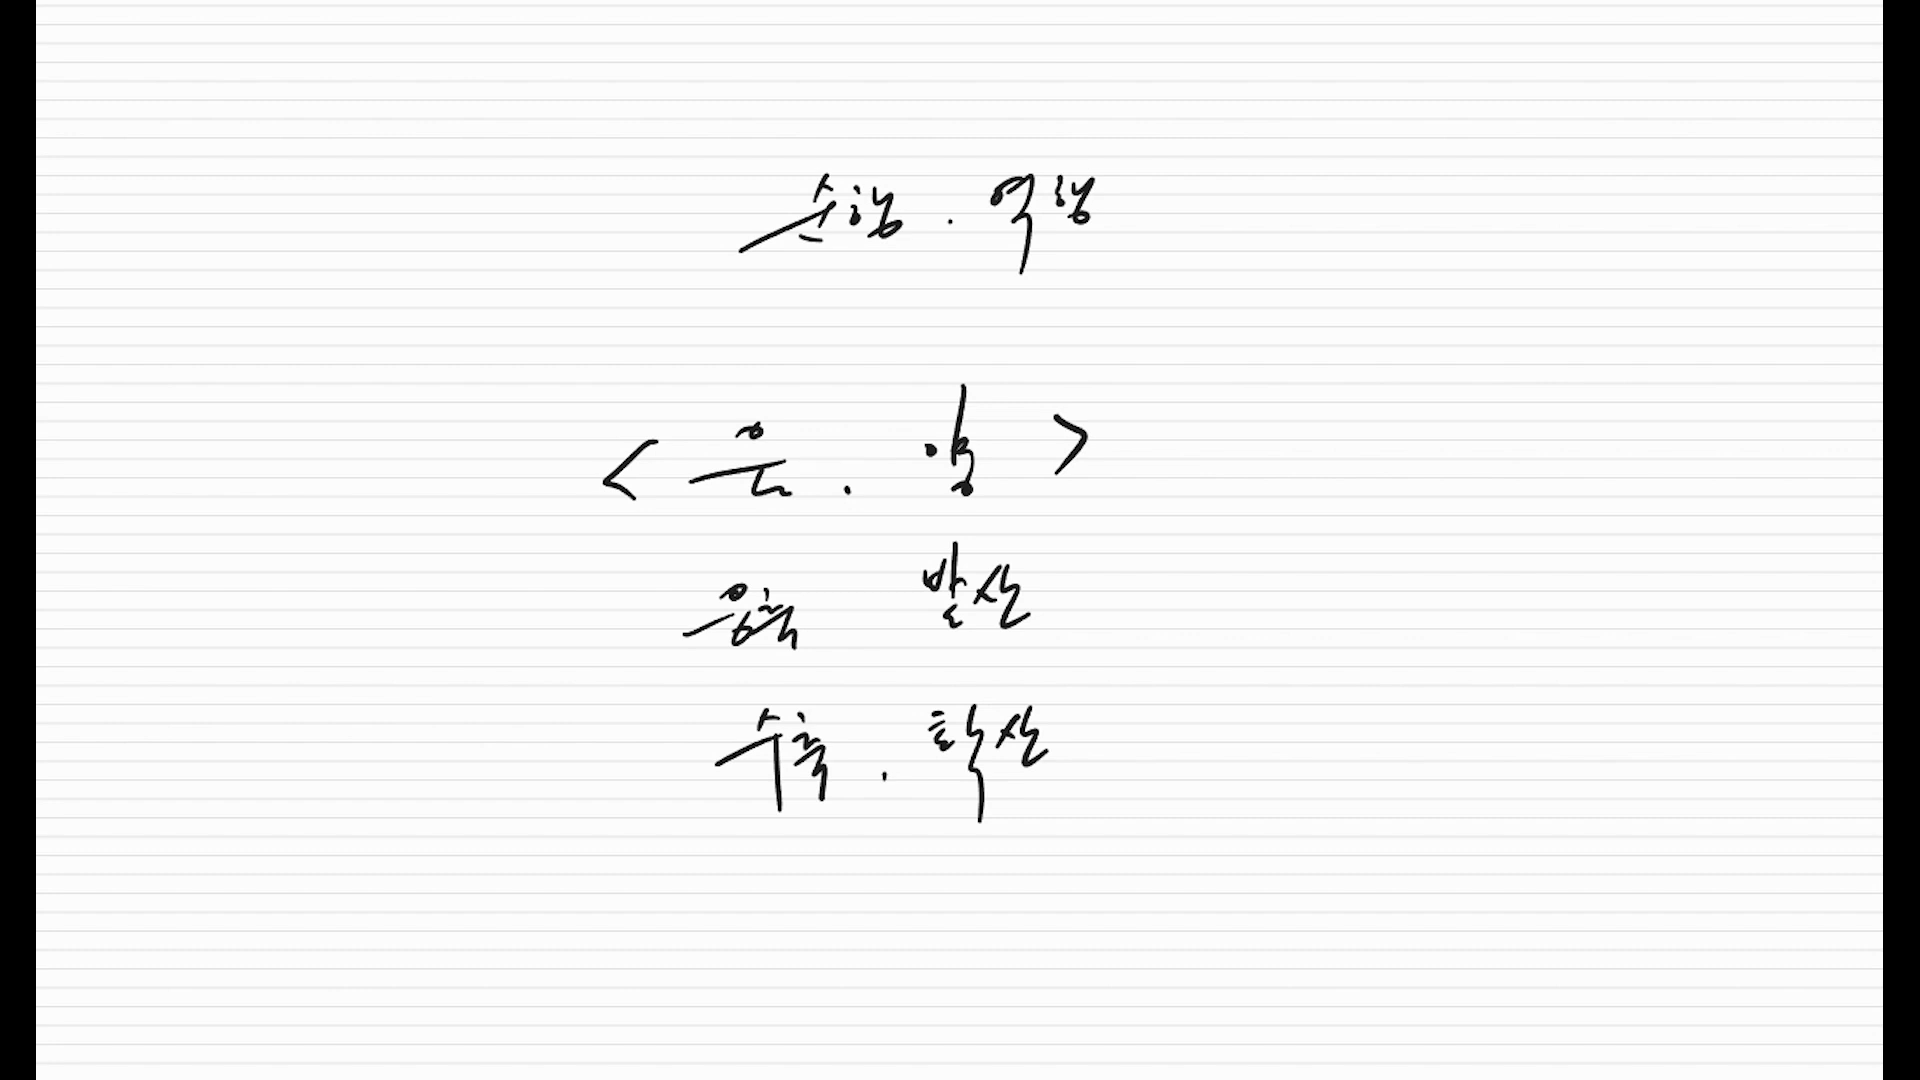 순행 . 역행
< 음 . 양 >
응축 발산
수축 . 확산